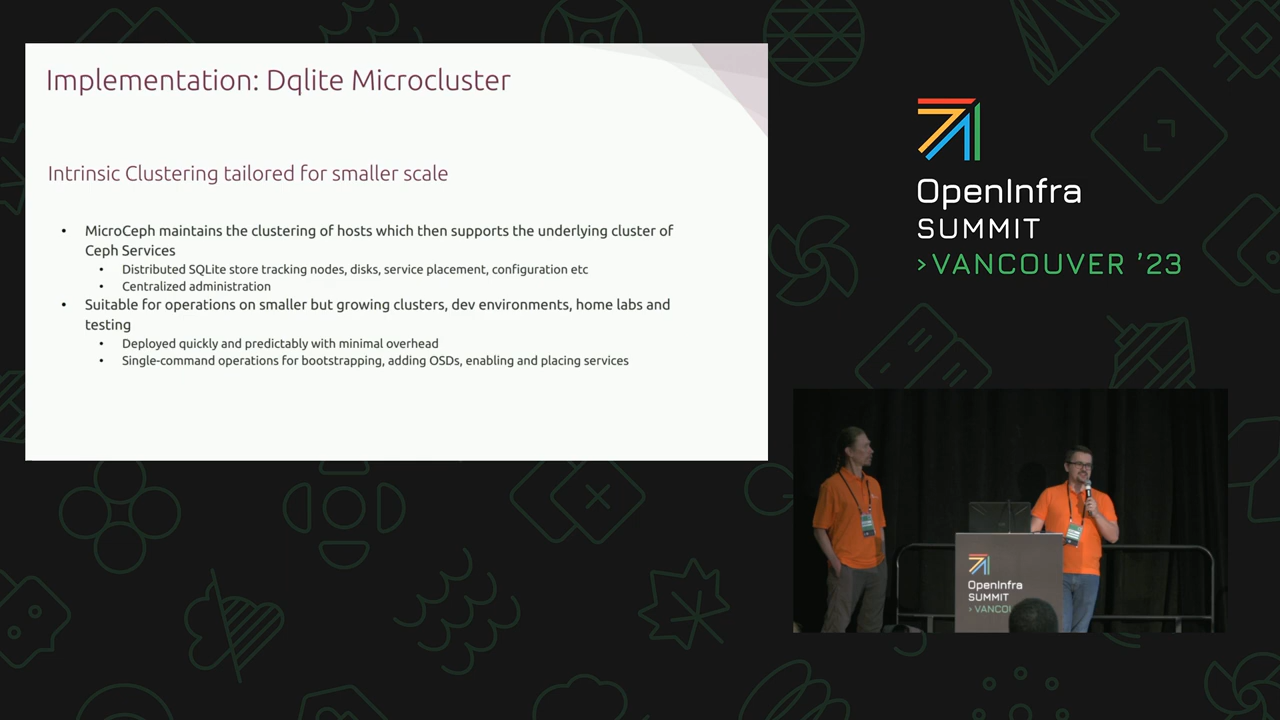 Implementation: Dqlite Microcluster
Intrinsic Clustering tailored for smaller scale
• MicroCeph maintains the clustering of hosts which then supports the underlying cluster of
Ceph Services
• Distributed SQLite store tracking nodes, disks, service placement, configuration etc
• Centralized administration
• Suitable for operations on smaller but growing clusters, dev environments, home labs and
testing
• Deployed quickly and predictably with minimal overhead
• Single-command operations for bootstrapping, adding OSDs, enabling and placing services
OpenInfra
SUMMIT
>VANCOUVER '23
OpenInfra
SUMMIT
> VANCOU